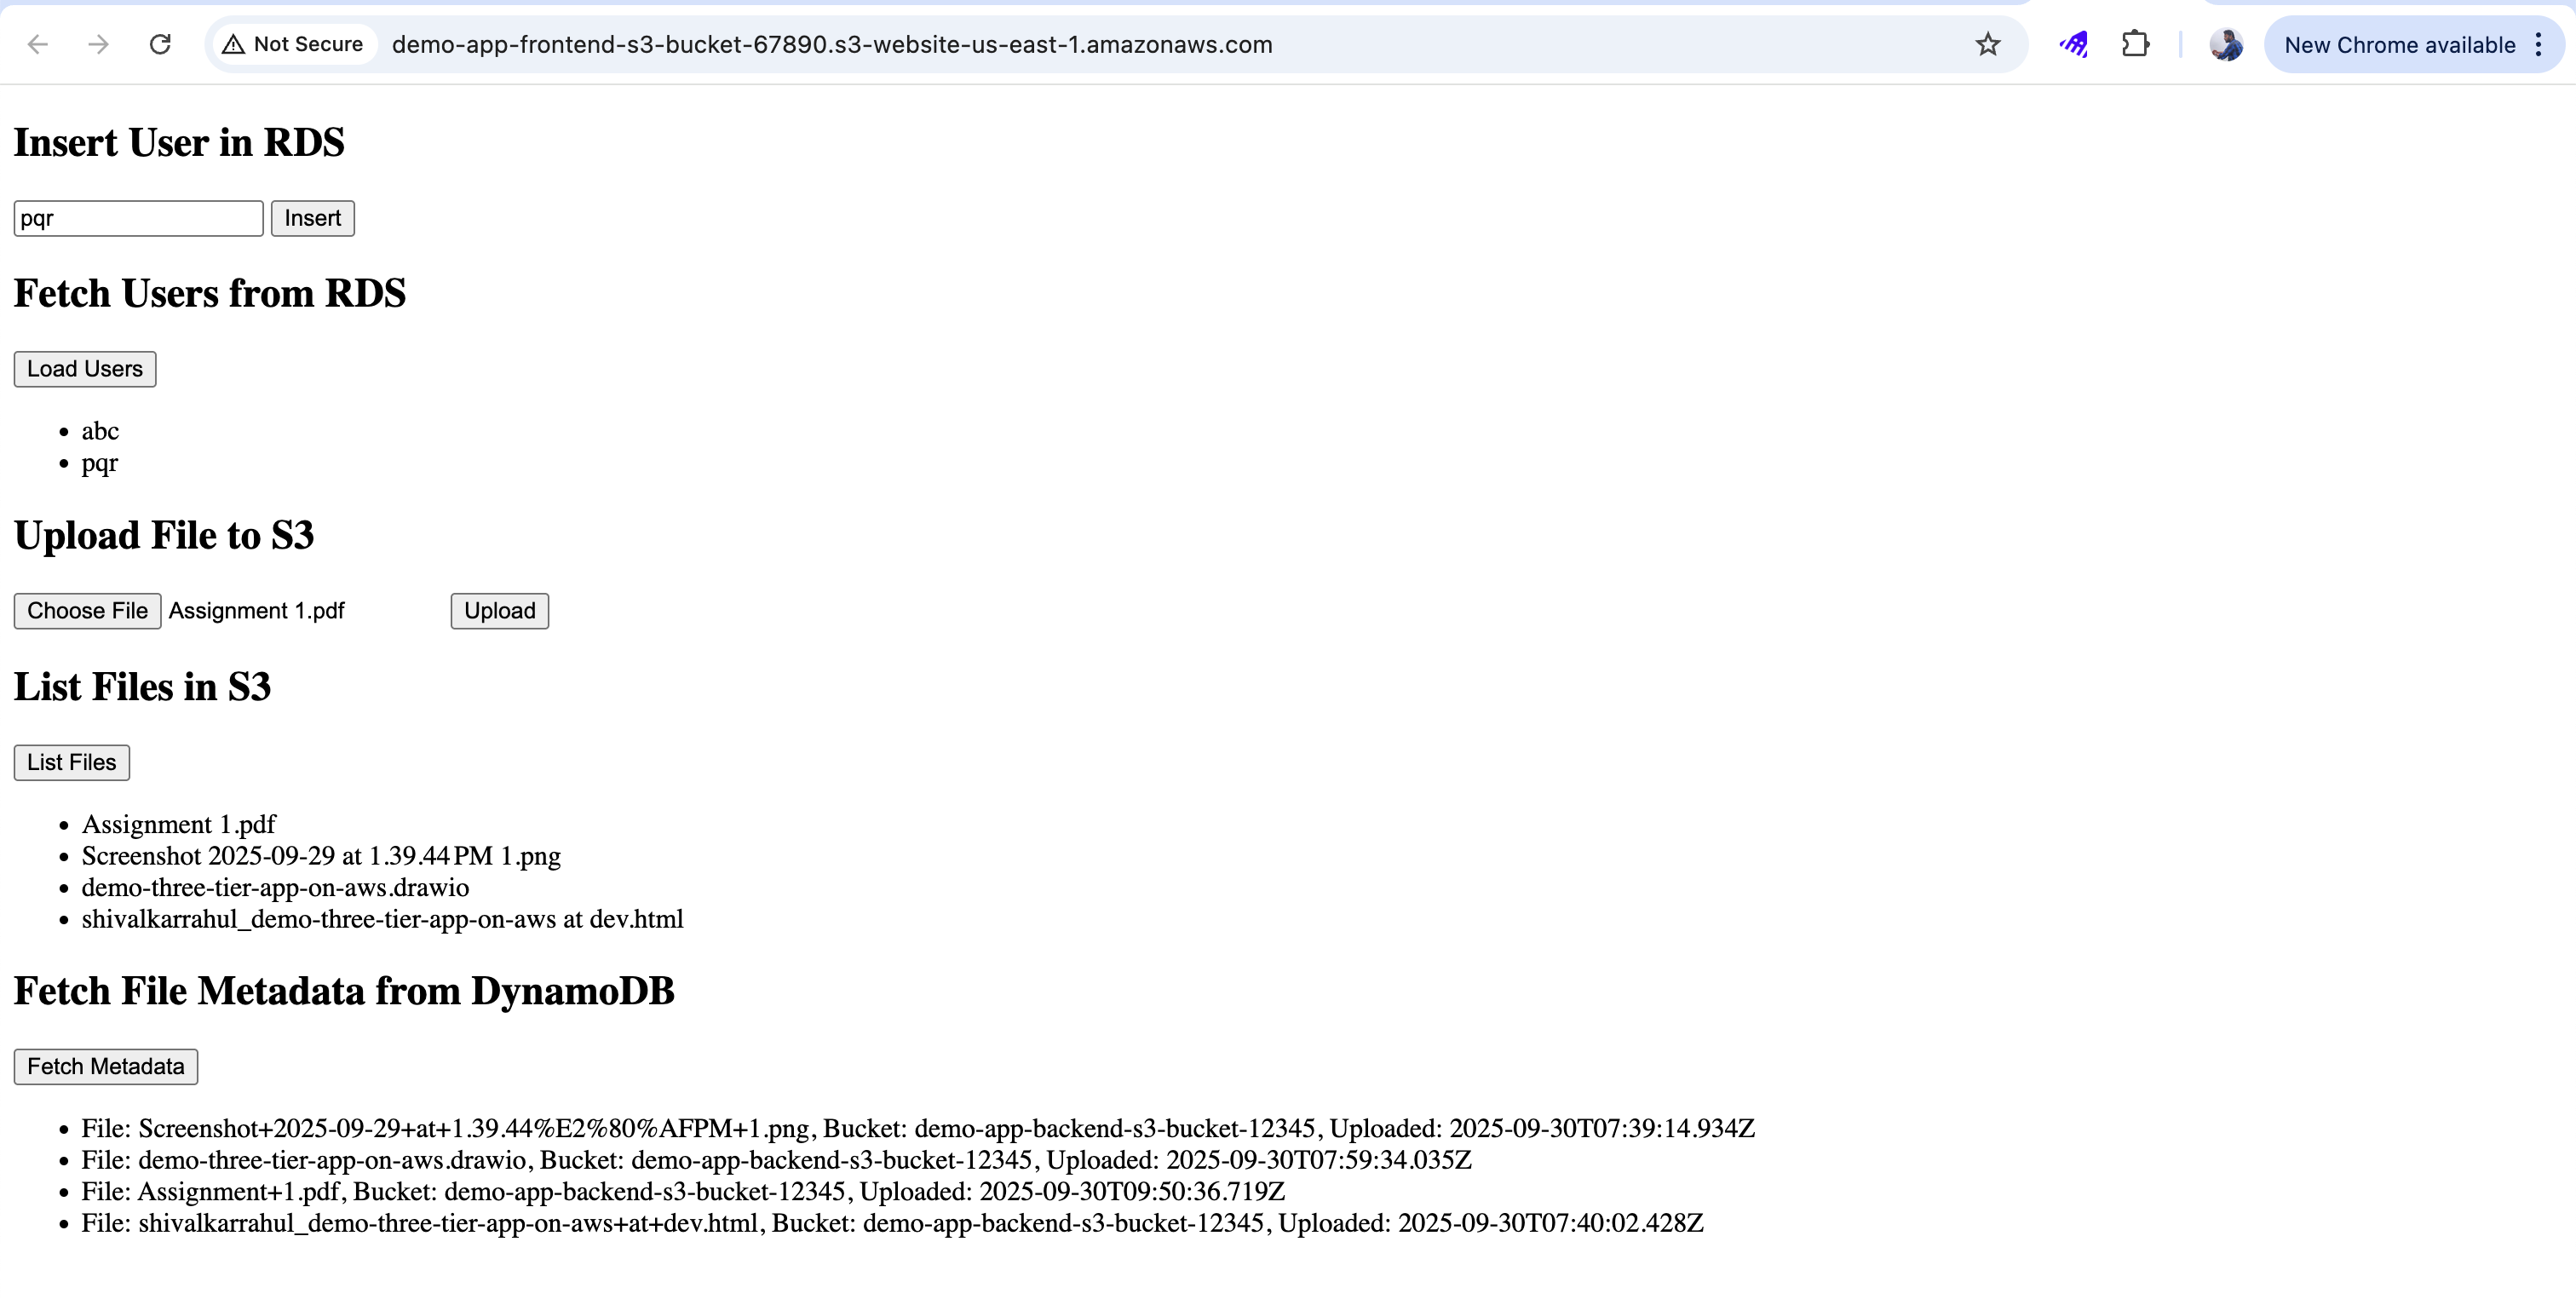 Not Secure demo-app-frontend-s3-bucket-67890.s3-website-us-east-1.amazonaws.com New Chrome available
Insert User in RDS
pqr Insert
Fetch Users from RDS
Load Users
abc
pqr
Upload File to S3
Choose File Assignment 1.pdf Upload
List Files in S3
List Files
Assignment 1.pdf
Screenshot 2025-09-29 at 1.39.44 PM 1.png
demo-three-tier-app-on-aws.drawio
shivalkarrahul_demo-three-tier-app-on-aws at dev.html
Fetch File Metadata from DynamoDB
Fetch Metadata
File: Screenshot+2025-09-29+at+1.39.44%E2%80%AFPM+1.png, Bucket: demo-app-backend-s3-bucket-12345, Uploaded: 2025-09-30T07:39:14.934Z
File: demo-three-tier-app-on-aws.drawio, Bucket: demo-app-backend-s3-bucket-12345, Uploaded: 2025-09-30T07:59:34.035Z
File: Assignment+1.pdf, Bucket: demo-app-backend-s3-bucket-12345, Uploaded: 2025-09-30T09:50:36.719Z
File: shivalkarrahul_demo-three-tier-app-on-aws+at+dev.html, Bucket: demo-app-backend-s3-bucket-12345, Uploaded: 2025-09-30T07:40:02.428Z